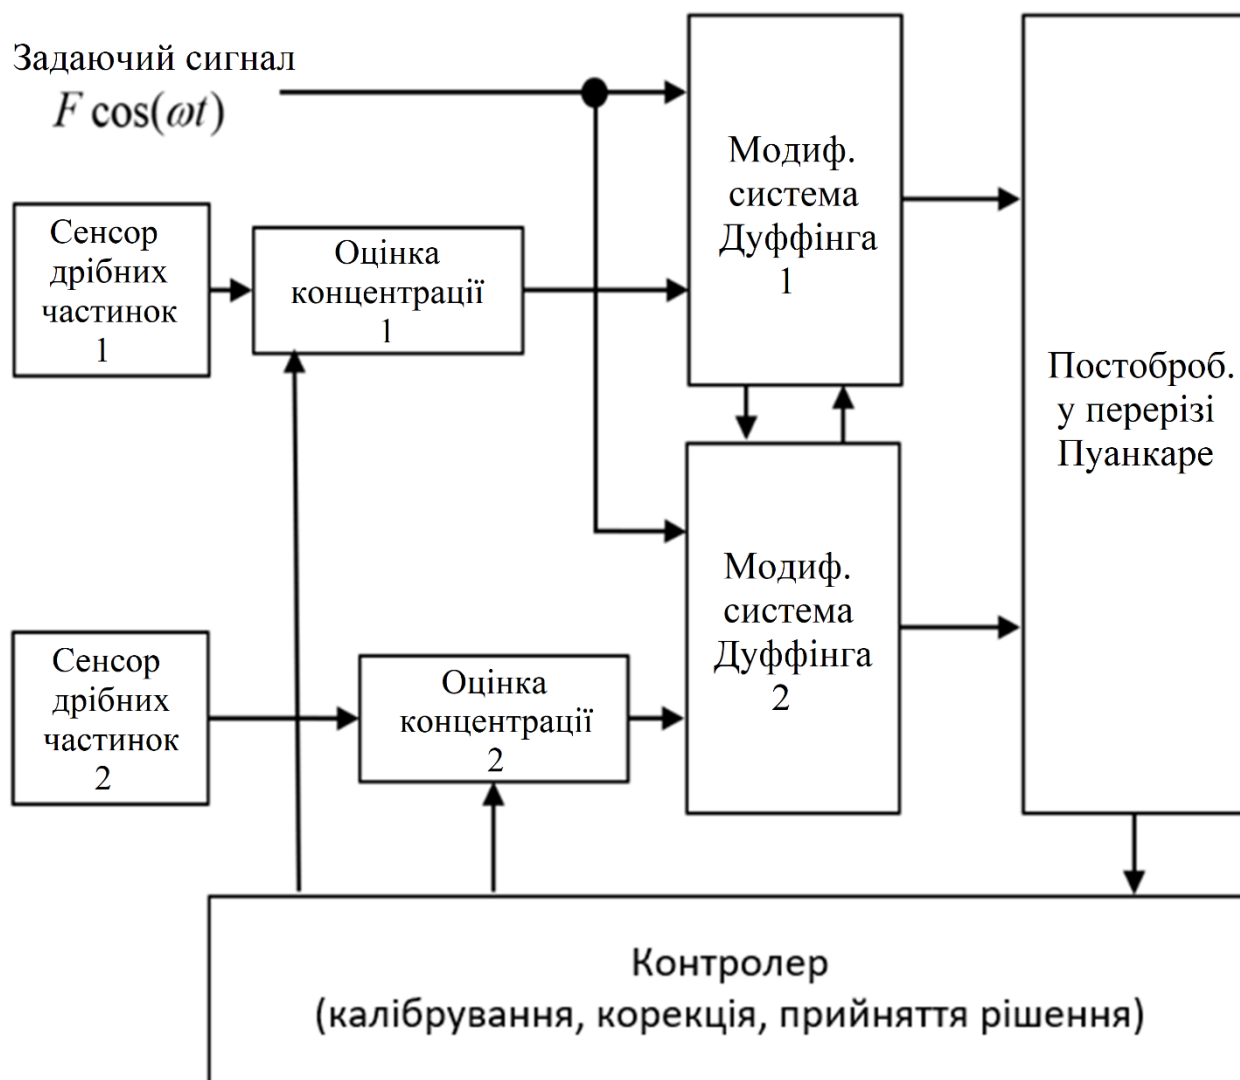 Задаючий сигнал
F cos(ωt)
Сенсор
дрібних
частинок
1
Оцінка
концентрації
1
Модиф.
система
Дуффінга
1
Постоброб.
у перерізі
Пуанкаре
Модиф.
система
Дуффінга
2
Сенсор
дрібних
частинок
2
Оцінка
концентрації
2
Контролер
(калібрування, корекція, прийняття рішення)